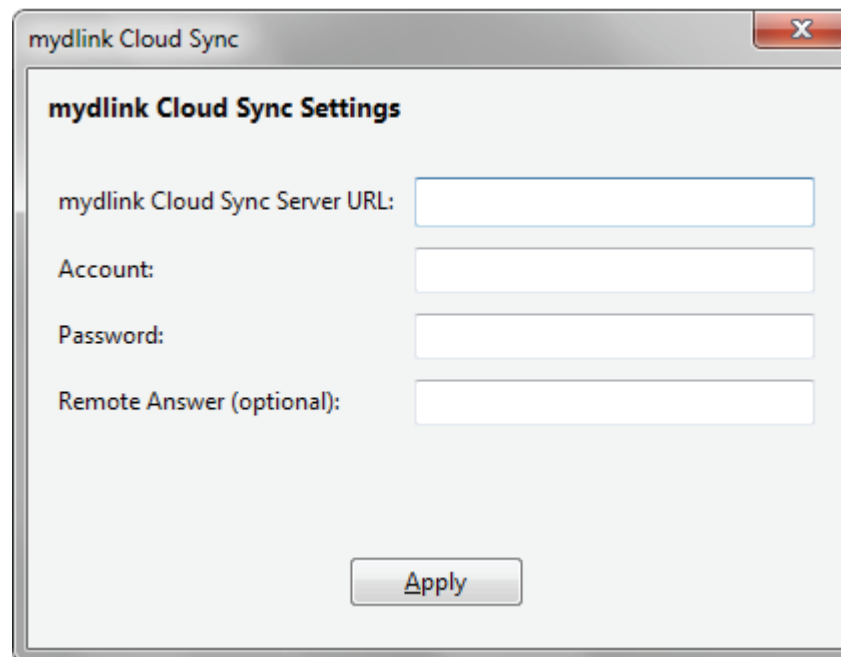 mydlink Cloud Sync
mydlink Cloud Sync Settings
mydlink Cloud Sync Server URL:
Account:
Password:
Remote Answer (optional):
Apply